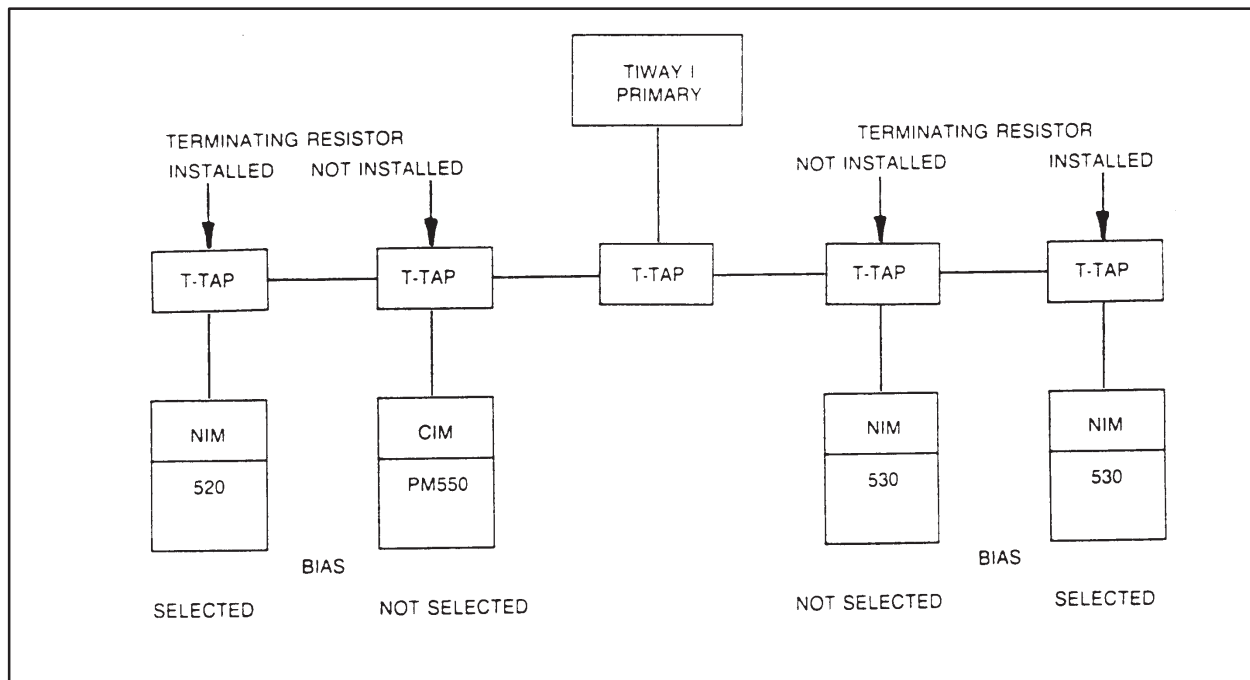 TIWAY I
PRIMARY
TERMINATING RESISTOR
INSTALLED NOT INSTALLED
TERMINATING RESISTOR
NOT INSTALLED INSTALLED
T-TAP T-TAP T-TAP T-TAP T-TAP
NIM CIM NIM NIM
520 PM550 530 530
BIAS BIAS
SELECTED NOT SELECTED NOT SELECTED SELECTED